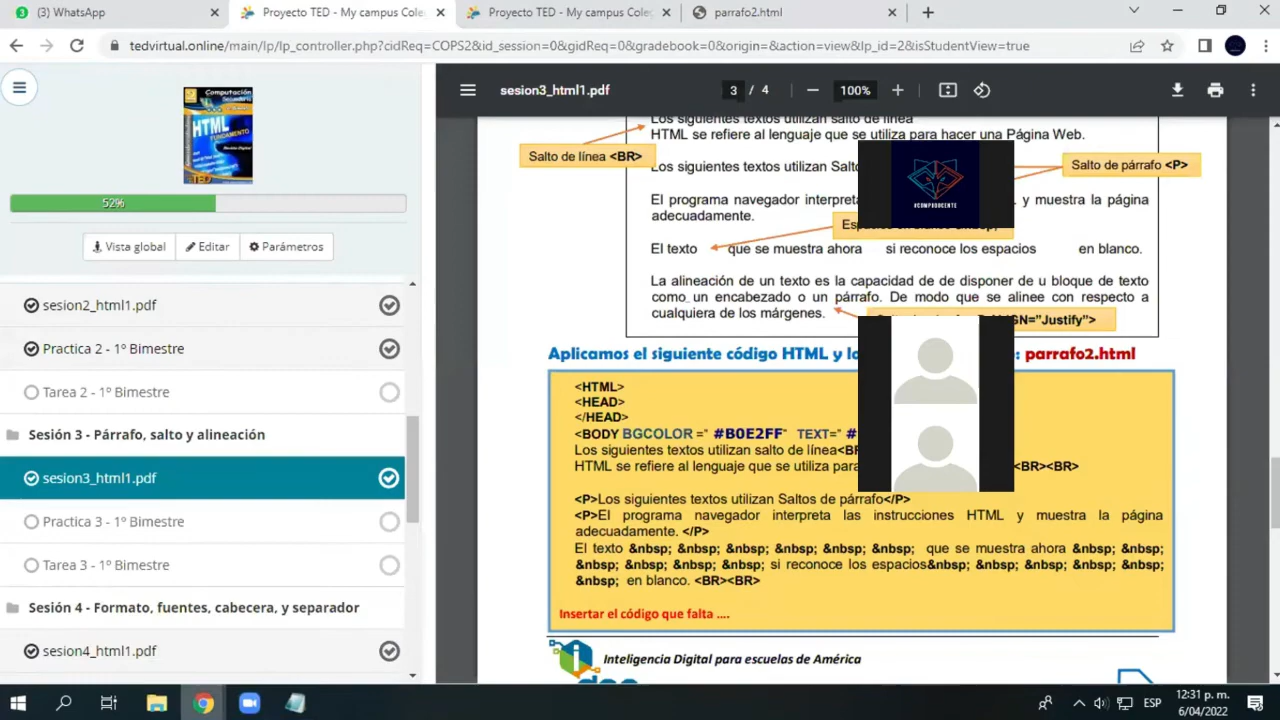 (3) WhatsApp
Proyecto TED - My campus Cole
Proyecto TED - My campus Cole
parrafo2.html
tedvirtual.online/main/lp/lp_controller.php?cidReq=COPS2&id_session=0&gidReq=0&gradebook=0&origin=&action=view&lp_id=2&isStudentView=true
Computación
HTML
FUNDAMENTO
52%
Vista global
Editar
Parámetros
sesion2_html1.pdf
Practica 2 - 1º Bimestre
Tarea 2 - 1º Bimestre
Sesión 3 - Párrafo, salto y alineación
sesion3_html1.pdf
Practica 3 - 1º Bimestre
Tarea 3 - 1º Bimestre
Sesión 4 - Formato, fuentes, cabecera, y separador
sesion4_html1.pdf
sesion3_html1.pdf
3 / 4
100%
Los siguientes textos utilizan salto de línea
HTML se refiere al lenguaje que se utiliza para hacer una Página Web.
Salto de línea <BR>
Los siguientes textos utilizan
Salto de párrafo <P>
#COMPUDOCENTE
El programa navegador
y muestra la página
adecuadamente.
El texto que se muestra ahora si reconoce los espacios en blanco.
La alineación de un texto es la capacidad de de disponer de u bloque de texto
como un encabezado o un párrafo. De modo que se alinee con respecto a
cualquiera de los márgenes.
"Justify">
Aplicamos el siguiente código HTML y
parrafo2.html
<HTML>
<HEAD>
</HEAD>
<BODY BGCOLOR =" #B0E2FF" TEXT=" #
Los siguientes textos utilizan salto de línea
HTML se refiere al lenguaje que se utiliza
<BR><BR>
<P>Los siguientes textos utilizan Saltos de párrafo</P>
<P>El programa navegador interpreta las instrucciones HTML y muestra la página
adecuadamente. </P>
El texto &nbsp; &nbsp; &nbsp; &nbsp; &nbsp; &nbsp; que se muestra ahora &nbsp; &nbsp;
&nbsp; &nbsp; &nbsp; &nbsp; si reconoce los espacios&nbsp; &nbsp; &nbsp; &nbsp; &nbsp;
&nbsp; en blanco. <BR><BR>
Insertar el código que falta ....
Inteligencia Digital para escuelas de América
ESP
12:31 p. m.
6/04/2022